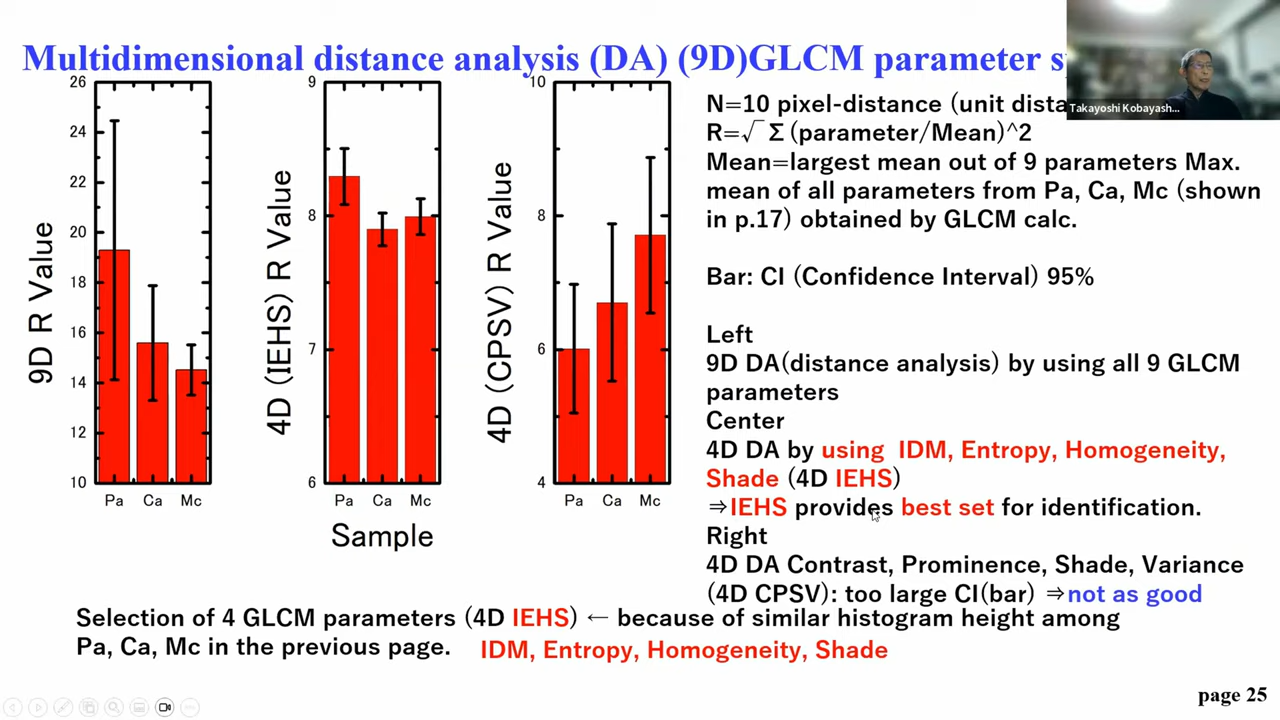 Multidimensional distance analysis (DA) (9D)GLCM parameter
Takayoshi Kobayash...
26
24
22
20
18
16
14
12
10
9D R Value
Pa Ca Mc
9
8
7
6
4D (IEHS) R Value
Pa Ca Mc
Sample
10
8
6
4
4D (CPSV) R Value
Pa Ca Mc
N=10 pixel-distance (unit dista
R=√ Σ (parameter/Mean)^2
Mean=largest mean out of 9 parameters Max.
mean of all parameters from Pa, Ca, Mc (shown
in p.17) obtained by GLCM calc.
Bar: CI (Confidence Interval) 95%
Left
9D DA(distance analysis) by using all 9 GLCM
parameters
Center
4D DA by using IDM, Entropy, Homogeneity,
Shade (4D IEHS)
⇒IEHS provides best set for identification.
Right
4D DA Contrast, Prominence, Shade, Variance
(4D CPSV): too large CI(bar) ⇒not as good
Selection of 4 GLCM parameters (4D IEHS) ← because of similar histogram height among
Pa, Ca, Mc in the previous page. IDM, Entropy, Homogeneity, Shade
page 25